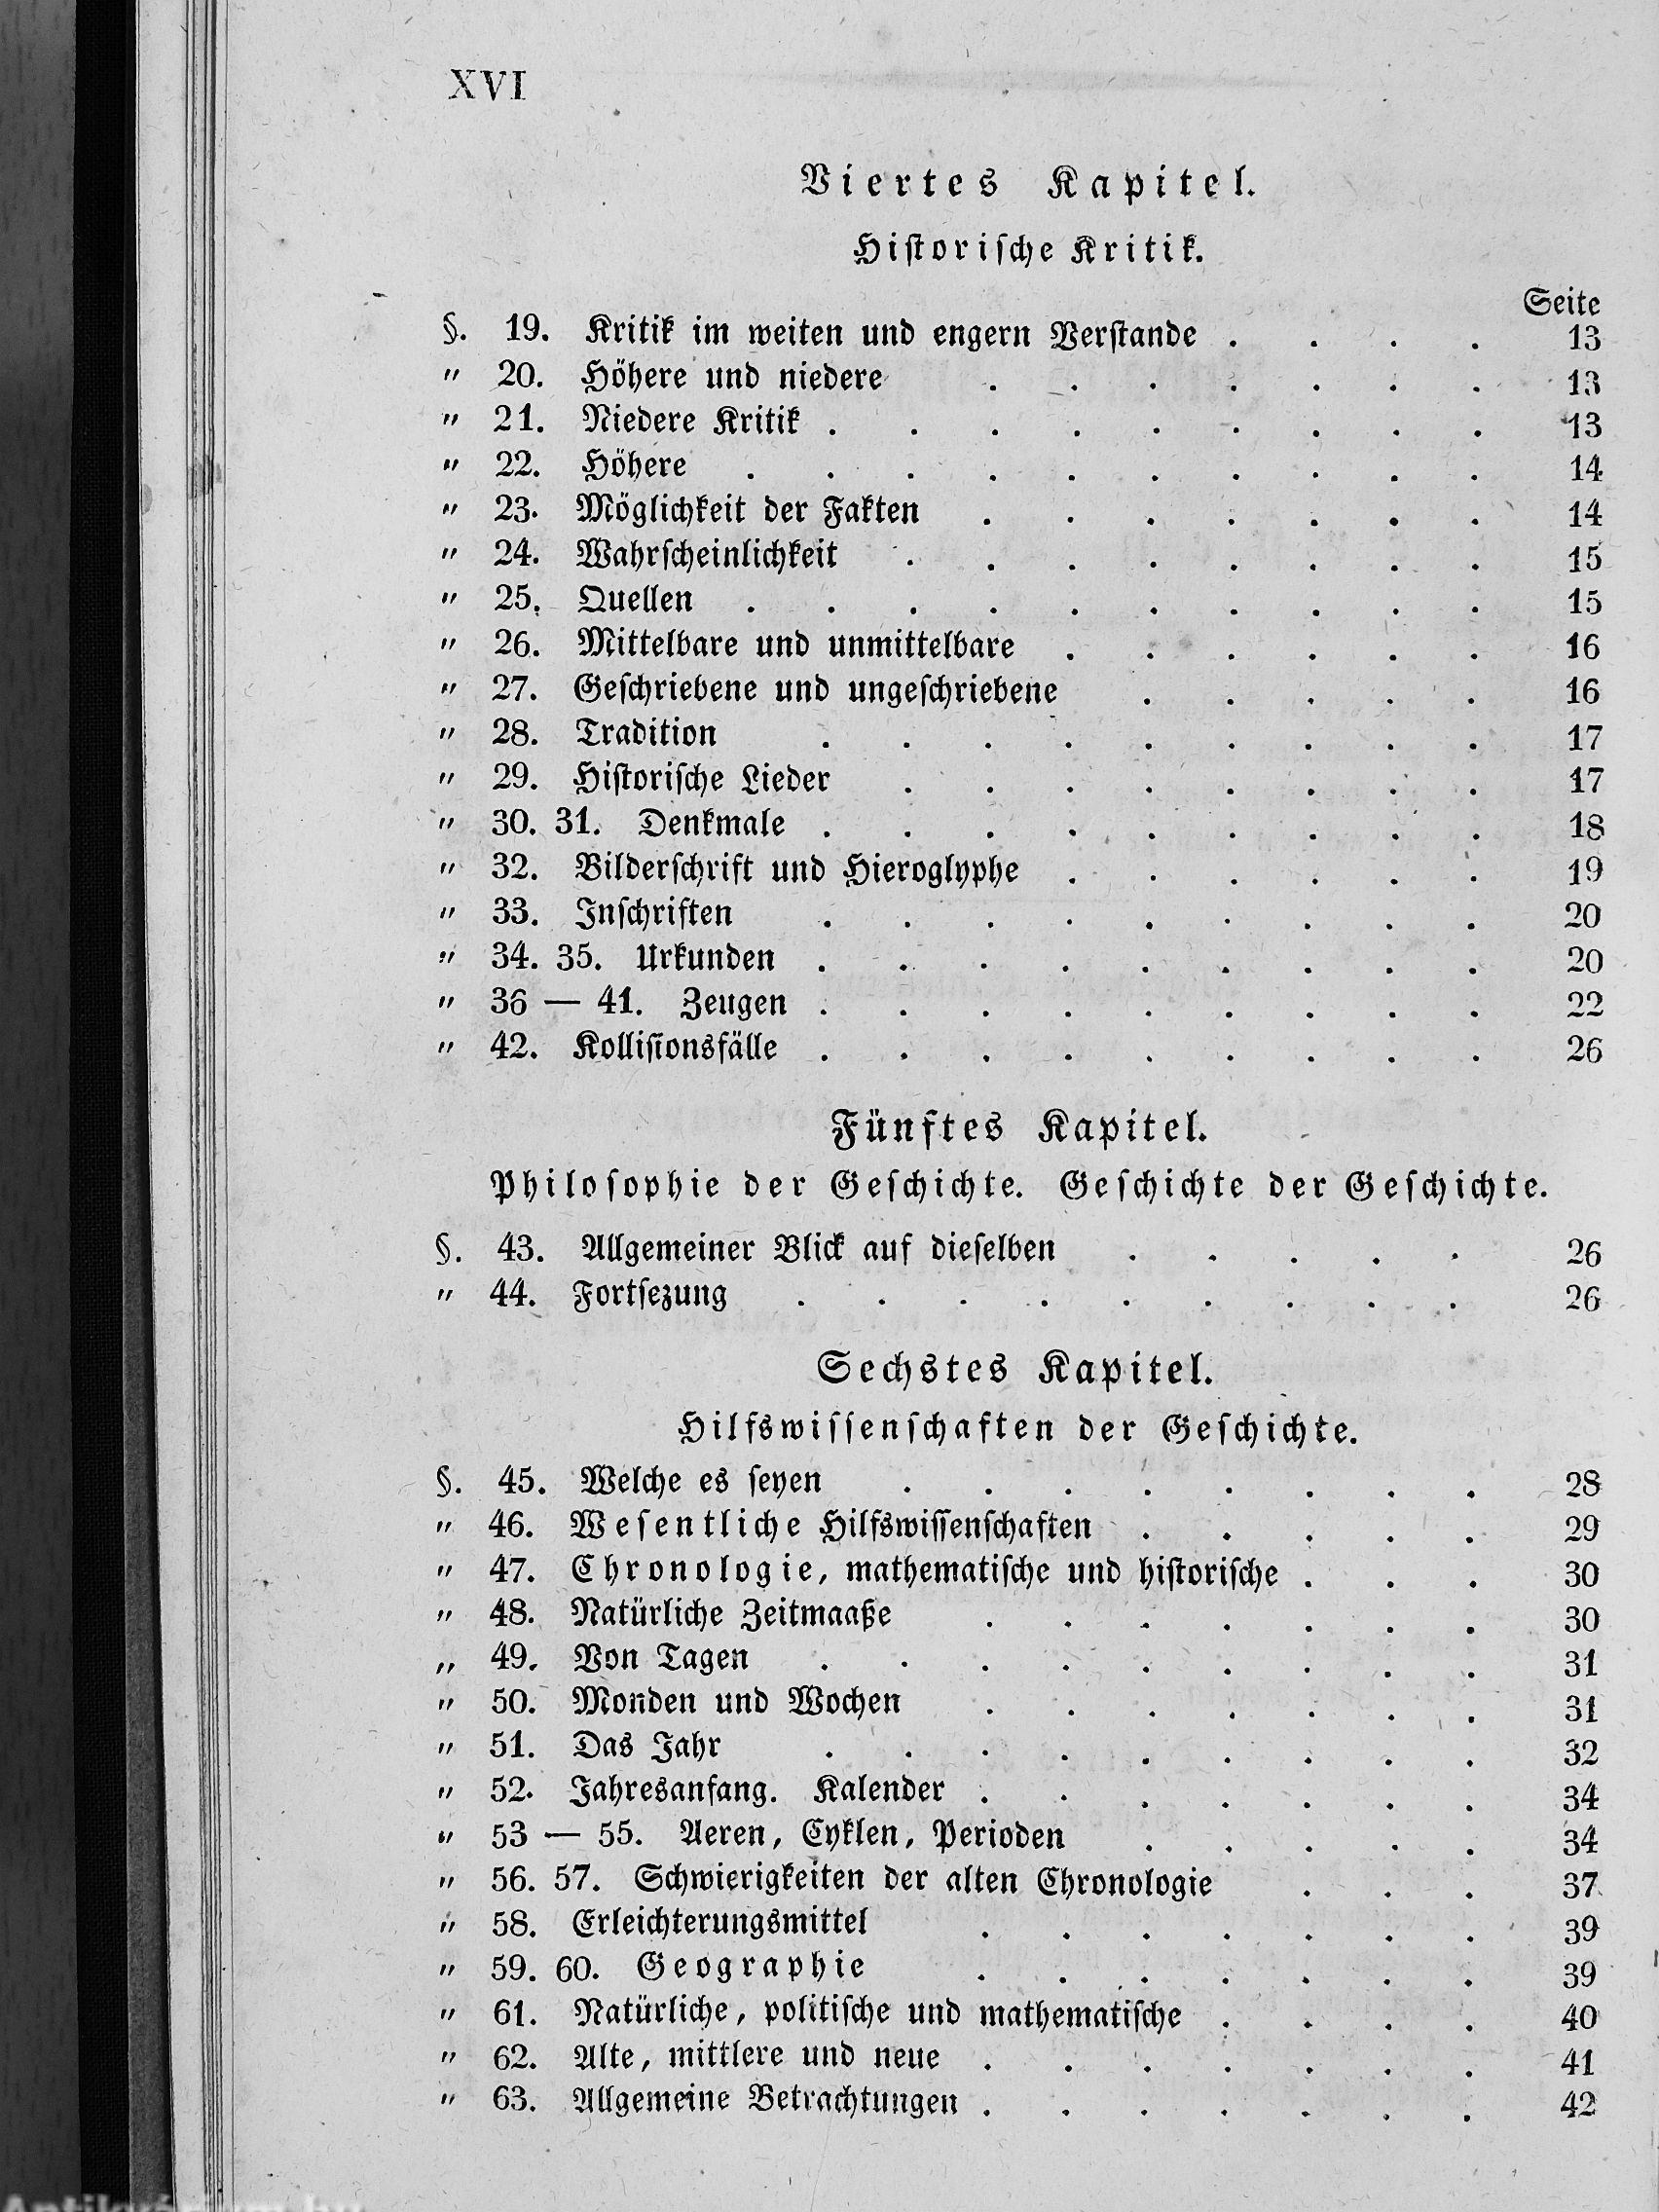 XVI
Viertes Kapitel.
Hiſtoriſche Kritik.
Seite
§. 19. Kritik im weiten und engern Verſtande . . . . 13
" 20. Höhere und niedere . . . . . . . 13
" 21. Niedere Kritik . . . . . . . . . 13
" 22. Höhere . . . . . . . . . . 14
" 23. Möglichkeit der Fakten . . . . . . . 14
" 24. Wahrſcheinlichkeit . . . . . . . . 15
" 25. Quellen . . . . . . . . . . 15
" 26. Mittelbare und unmittelbare . . . . . . 16
" 27. Geſchriebene und ungeſchriebene . . . . . 16
" 28. Tradition . . . . . . . . . 17
" 29. Hiſtoriſche Lieder . . . . . . . . 17
" 30. 31. Denkmale . . . . . . . . . 18
" 32. Bilderſchrift und Hieroglyphe . . . . . . 19
" 33. Inſchriften . . . . . . . . . 20
" 34. 35. Urkunden . . . . . . . . . 20
" 36 — 41. Zeugen . . . . . . . . . 22
" 42. Kolliſionsfälle . . . . . . . . . 26
Fünftes Kapitel.
Philoſophie der Geſchichte. Geſchichte der Geſchichte.
§. 43. Allgemeiner Blick auf dieſelben . . . . . 26
" 44. Fortſezung . . . . . . . . . 26
Sechstes Kapitel.
Hilfswiſſenſchaften der Geſchichte.
§. 45. Welche es ſeyen . . . . . . . . 28
" 46. Weſentliche Hilfswiſſenſchaften . . . . . 29
" 47. Chronologie, mathematiſche und hiſtoriſche . . . 30
" 48. Natürliche Zeitmaaße . . . . . . . 30
" 49. Von Tagen . . . . . . . . . 31
" 50. Monden und Wochen . . . . . . . 31
" 51. Das Jahr . . . . . . . . . 32
" 52. Jahresanfang. Kalender . . . . . . . 34
" 53 — 55. Aeren, Cyklen, Perioden . . . . . 34
" 56. 57. Schwierigkeiten der alten Chronologie . . . 37
" 58. Erleichterungsmittel . . . . . . . 39
" 59. 60. Geographie . . . . . . . 39
" 61. Natürliche, politiſche und mathematiſche . . . . 40
" 62. Alte, mittlere und neue . . . . . . . 41
" 63. Allgemeine Betrachtungen . . . . . . . 42